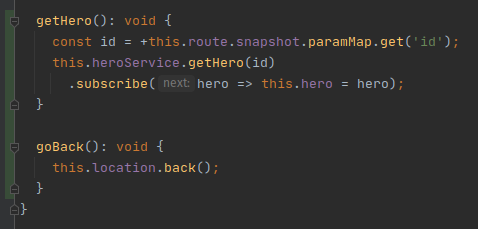 getHero(): void {
const id = +this.route.snapshot.paramMap.get('id');
this.heroService.getHero(id)
.subscribe( next: hero => this.hero = hero);
}
goBack(): void {
this.location.back();
}
}